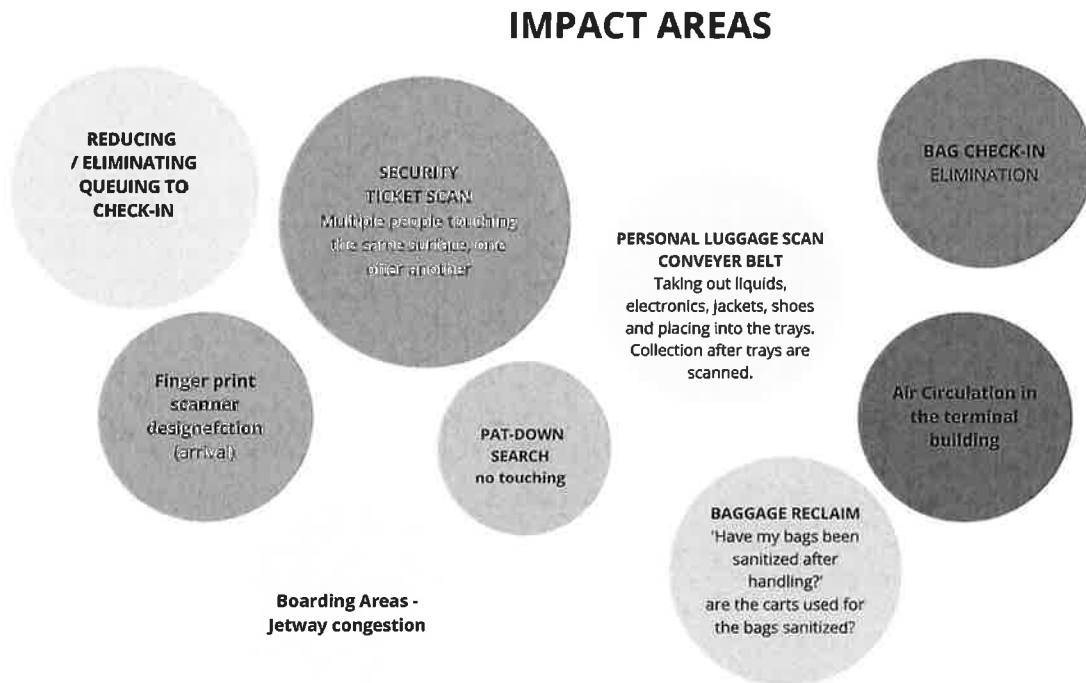 IMPACT AREAS
REDUCING
/ ELIMINATING
QUEUING TO
CHECK-IN
SECURITY
TICKET SCAN
Multiple people touching
the same surface, one
after another
BAG CHECK-IN
ELIMINATION
PERSONAL LUGGAGE SCAN
CONVEYER BELT
Taking out liquids,
electronics, jackets, shoes
and placing into the trays.
Collection after trays are
scanned.
Finger print
scanner
designefction
(arrival)
PAT-DOWN
SEARCH
no touching
Air Circulation in
the terminal
building
BAGGAGE RECLAIM
'Have my bags been
sanitized after
handling?'
are the carts used for
the bags sanitized?
Boarding Areas -
Jetway congestion